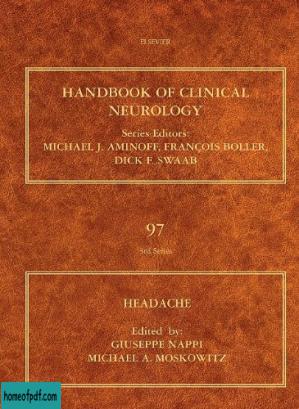 ELSEVIER
HANDBOOK OF CLINICAL
NEUROLOGY
Series Editors:
MICHAEL J. AMINOFF, FRANÇOIS BOLLER,
DICK F. SWAAB
97
3rd Series
HEADACHE
Edited by:
GIUSEPPE NAPPI
MICHAEL A. MOSKOWITZ
homeofpdf.com